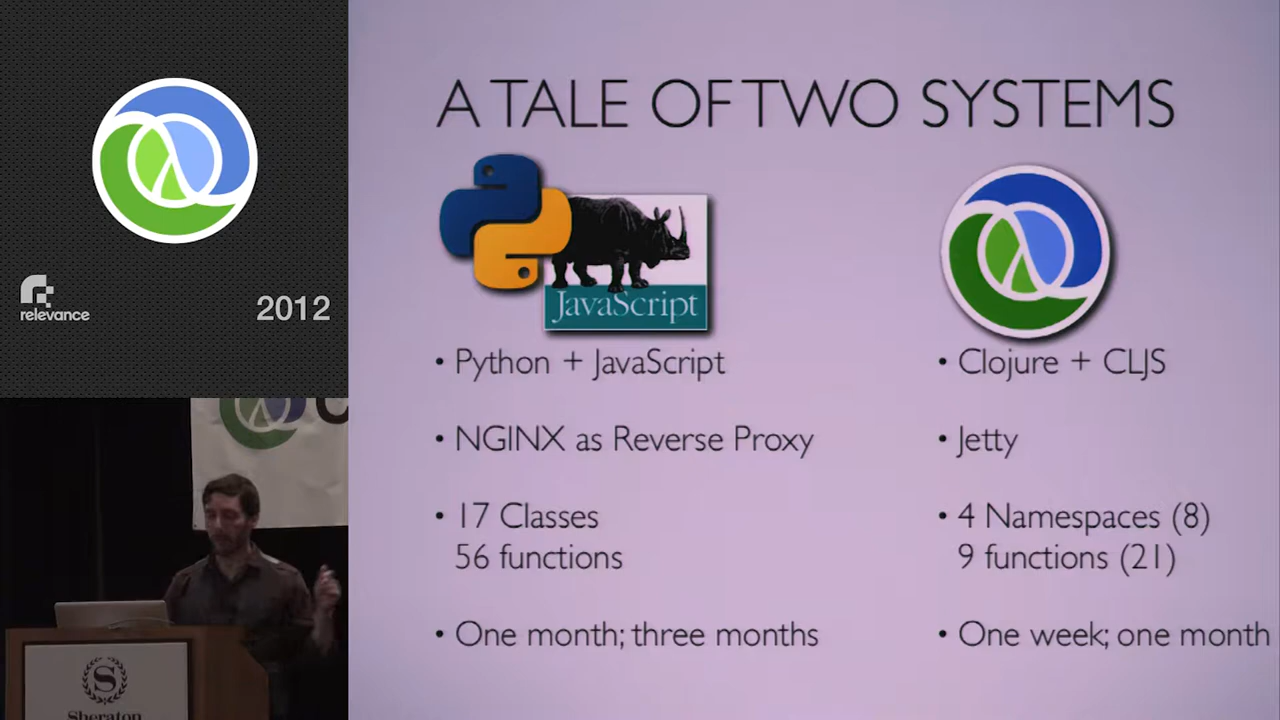 relevance
2012
A TALE OF TWO SYSTEMS
JavaScript
• Python + JavaScript
• NGINX as Reverse Proxy
• 17 Classes
56 functions
• One month; three months
• Clojure + CLJS
• Jetty
• 4 Namespaces (8)
9 functions (21)
• One week; one month
C
S
Sheraton